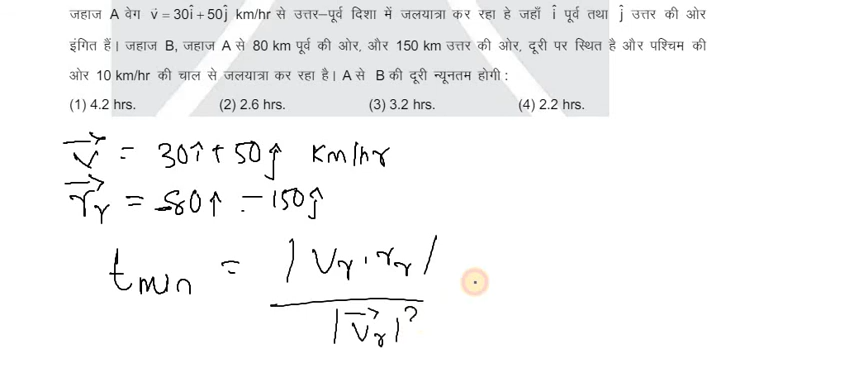 जहाज A वेग v⃗ = 30î + 50ĵ km/hr से उत्तर–पूर्व दिशा में जलयात्रा कर रहा हे जहाँ î पूर्व तथा ĵ उत्तर की ओर
इंगित हैं। जहाज B, जहाज A से 80 km पूर्व की ओर, और 150 km उत्तर की ओर, दूरी पर स्थित है और पश्चिम की
ओर 10 km/hr की चाल से जलयात्रा कर रहा है। A से B की दूरी न्यूनतम होगी :
(1) 4.2 hrs. (2) 2.6 hrs. (3) 3.2 hrs. (4) 2.2 hrs.
v⃗ = 30î + 50ĵ Km/hr
r⃗r = -80î - 150ĵ
tmin = |Vr · rr| / |V⃗r|²